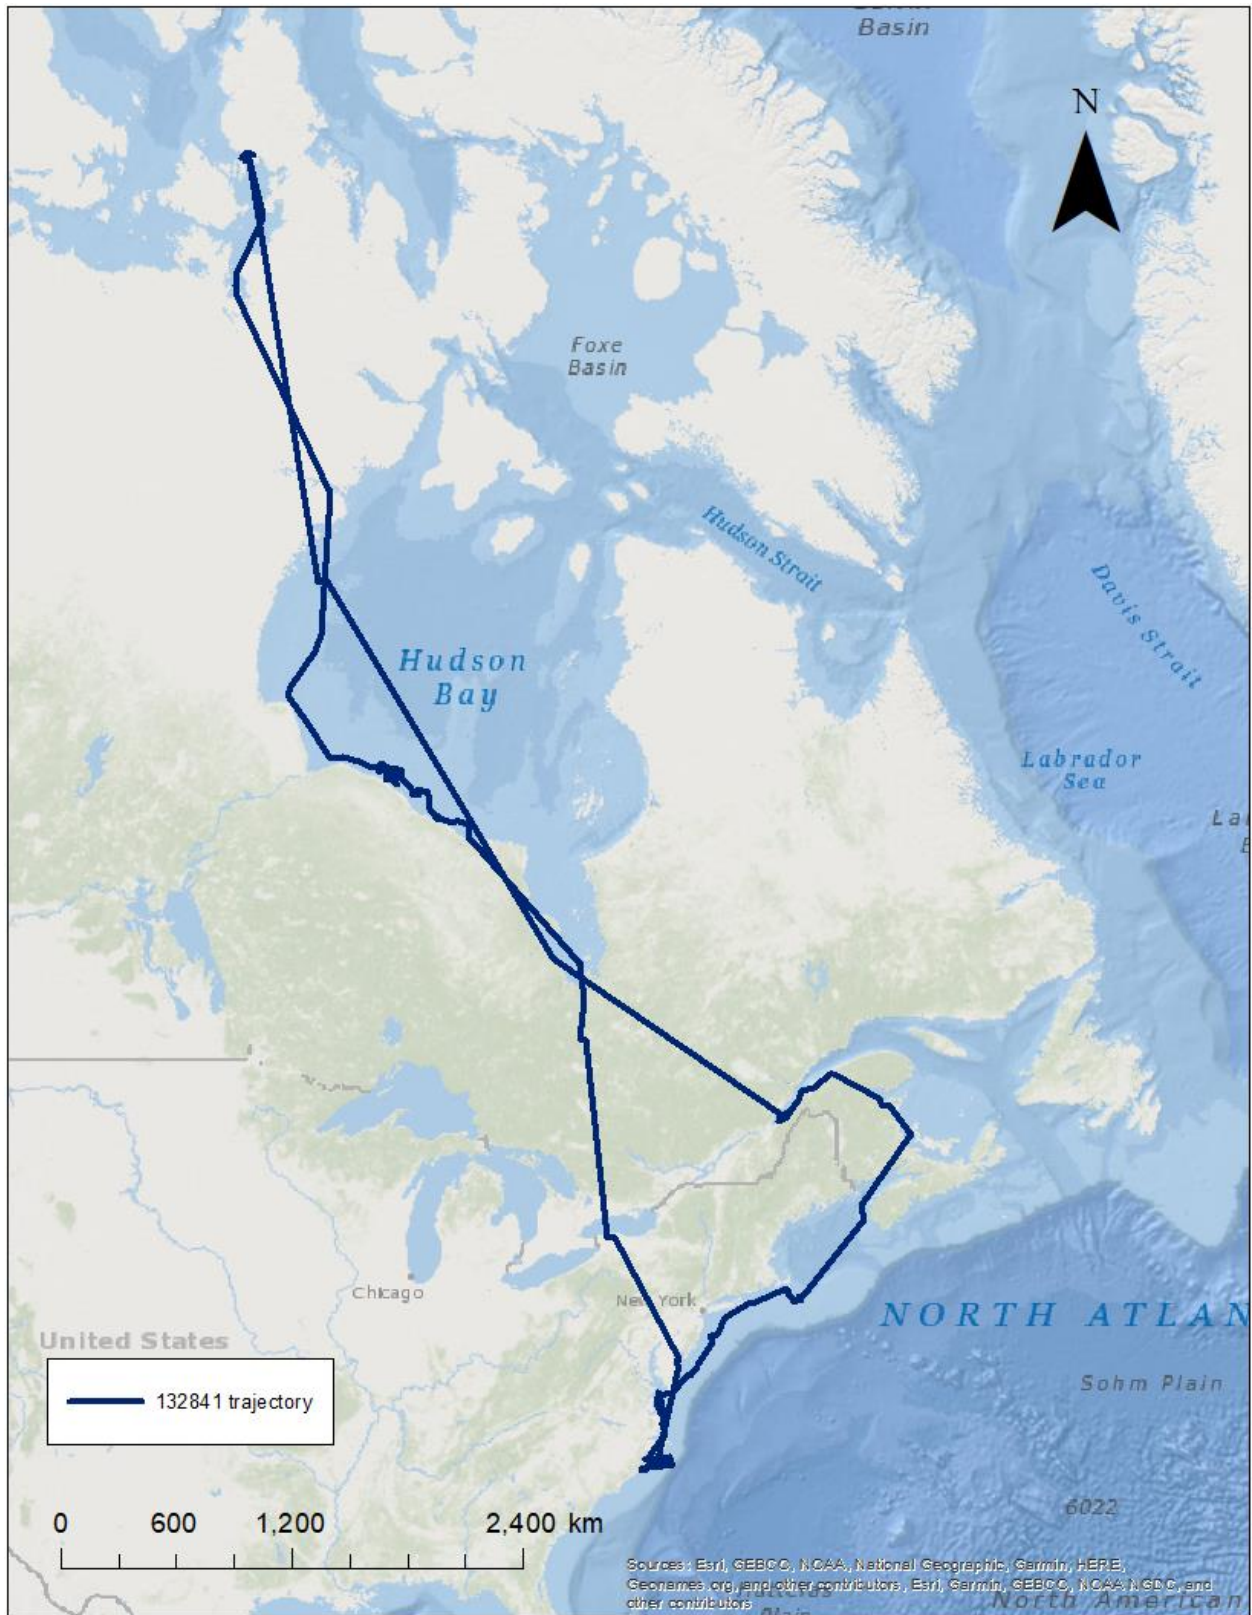 Basin
N
Foxe
Basin
Hudson Strait
Davis Strait
Hudson
Bay
Labrador
Sea
Chicago
New York
NORTH ATLAN
United States
Sohm Plain
132841 trajectory
6022
0 600 1,200 2,400 km
Sources: Esri, GEBCO, NOAA, National Geographic, Garmin, HERE,
Geonames.org, and other contributors, Esri, Garmin, GEBCO, NOAA NGDC, and
other contributors
Plain
North American